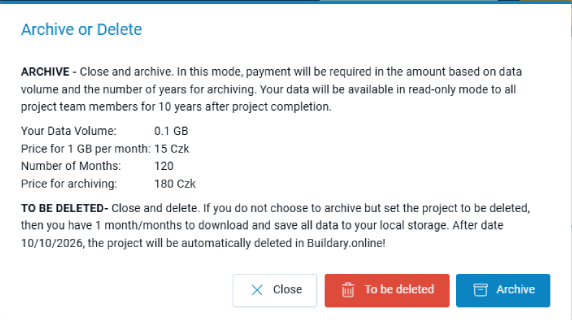 Archive or Delete
ARCHIVE - Close and archive. In this mode, payment will be required in the amount based on data
volume and the number of years for archiving. Your data will be available in read-only mode to all
project team members for 10 years after project completion.
Your Data Volume: 0.1 GB
Price for 1 GB per month: 15 Czk
Number of Months: 120
Price for archiving: 180 Czk
TO BE DELETED- Close and delete. If you do not choose to archive but set the project to be deleted,
then you have 1 month/months to download and save all data to your local storage. After date
10/10/2026, the project will be automatically deleted in Buildary.online!
Close To be deleted Archive